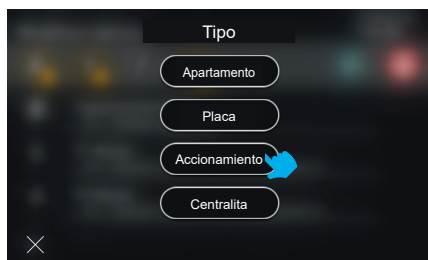 Tipo
Apartamento
Placa
Accionamiento
Centralita